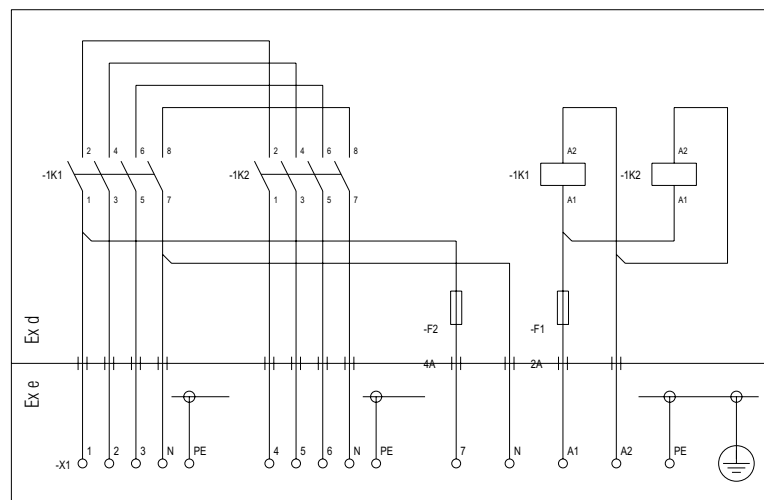 2 4 6 8 2 4 6 8 A2 A2
-1K1 -1K2 -1K1 -1K2
1 3 5 7 1 3 5 7 A1 A1
-F2 -F1
Ex d
4A 2A
Ex e
1 2 3 N PE 4 5 6 N PE 7 N A1 A2 PE
-X1